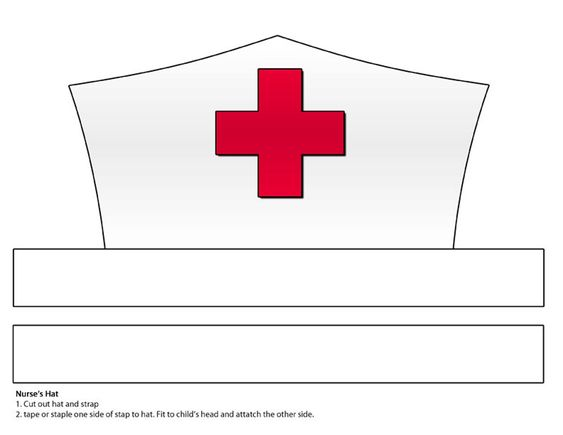 Nurse's Hat
1. Cut out hat and strap
2. tape or staple one side of stap to hat. Fit to child's head and attatch the other side.